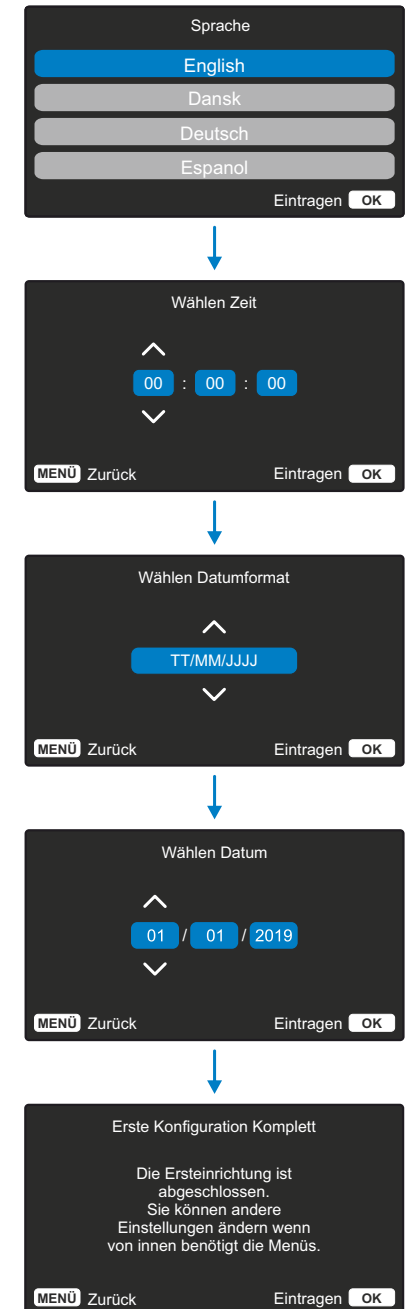 Sprache
English
Dansk
Deutsch
Espanol
Eintragen OK
Wählen Zeit
00 : 00 : 00
MENÜ Zurück Eintragen OK
Wählen Datumformat
TT/MM/JJJJ
MENÜ Zurück Eintragen OK
Wählen Datum
01 / 01 / 2019
MENÜ Zurück Eintragen OK
Erste Konfiguration Komplett
Die Ersteinrichtung ist
abgeschlossen.
Sie können andere
Einstellungen ändern wenn
von innen benötigt die Menüs.
MENÜ Zurück Eintragen OK